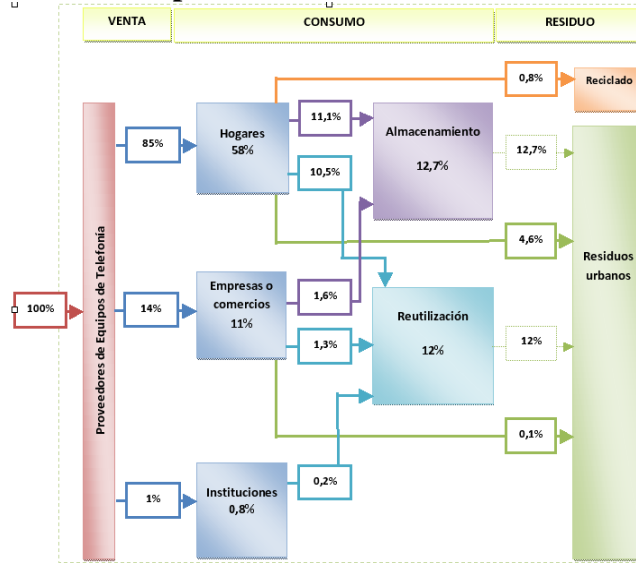 VENTA
CONSUMO
RESIDUO
0,8%
Reciclado
Hogares
58%
11,1%
Almacenamiento
12,7%
85%
10,5%
12,7%
4,6%
Residuos
urbanos
Proveedores de Equipos de Telefonía
100%
14%
Empresas o
comercios
11%
1,6%
1,3%
Reutilización
12%
12%
0,1%
1%
Instituciones
0,8%
0,2%